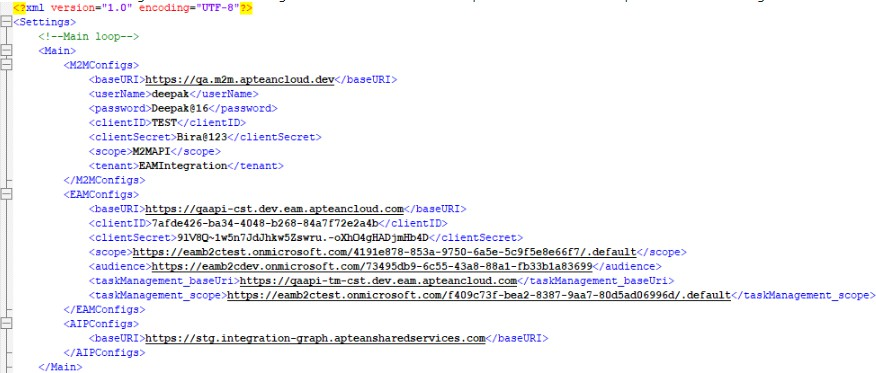 <?xml version="1.0" encoding="UTF-8"?>
<Settings>
<!--Main loop-->
<Main>
<M2MConfigs>
<baseURI>https://qa.m2m.apteancloud.dev</baseURI>
<userName>deepak</userName>
<password>Deepak@16</password>
<clientID>TEST</clientID>
<clientSecret>Bira@123</clientSecret>
<scope>M2MAPI</scope>
<tenant>EAMIntegration</tenant>
</M2MConfigs>
<EAMConfigs>
<baseURI>https://qaapi-cst.dev.eam.apteancloud.com</baseURI>
<clientID>7afde426-ba34-4048-b268-84a7f72e2a4b</clientID>
<clientSecret>9lV8Q~1w5n7JdJhkw5Zswru.-oXhO4gHADjmHb4D</clientSecret>
<scope>https://eamb2ctest.onmicrosoft.com/4191e878-853a-9750-6a5e-5c9f5e8e66f7/.default</scope>
<audience>https://eamb2cdev.onmicrosoft.com/73495db9-6c55-43a8-88a1-fb33b1a83699</audience>
<taskManagement_baseUri>https://qaapi-tm-cst.dev.eam.apteancloud.com</taskManagement_baseUri>
<taskManagement_scope>https://eamb2ctest.onmicrosoft.com/f409c73f-bea2-8387-9aa7-80d5ad06996d/.default</taskManagement_scope>
</EAMConfigs>
<AIPConfigs>
<baseURI>https://stg.integration-graph.apteansharedservices.com</baseURI>
</AIPConfigs>
</Main>